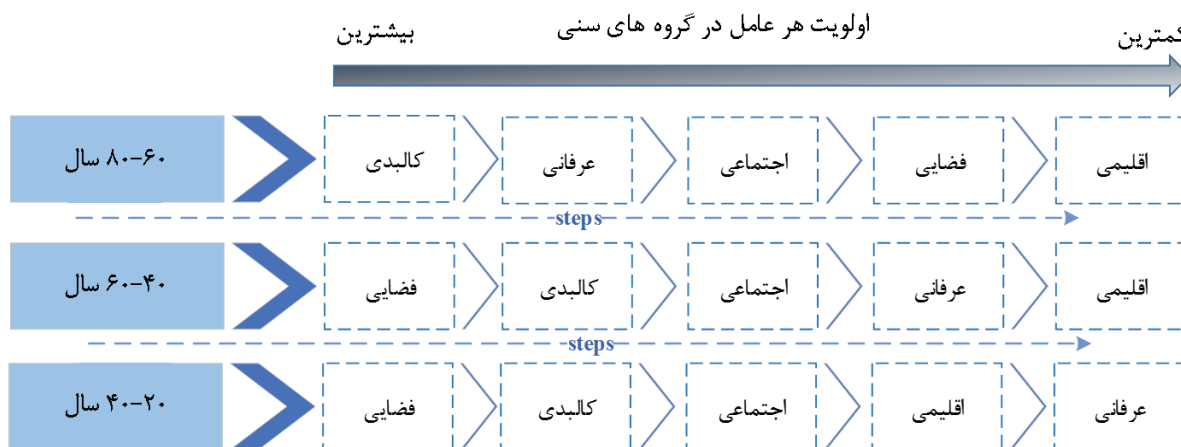 اولویت هر عامل در گروه های سنی
بیشترین
کمترین
۸۰-۶۰ سال
کالبدی
عرفانی
اجتماعی
فضایی
اقلیمی
steps
۶۰-۴۰ سال
فضایی
کالبدی
اجتماعی
عرفانی
اقلیمی
steps
۴۰-۲۰ سال
فضایی
کالبدی
اجتماعی
اقلیمی
عرفانی